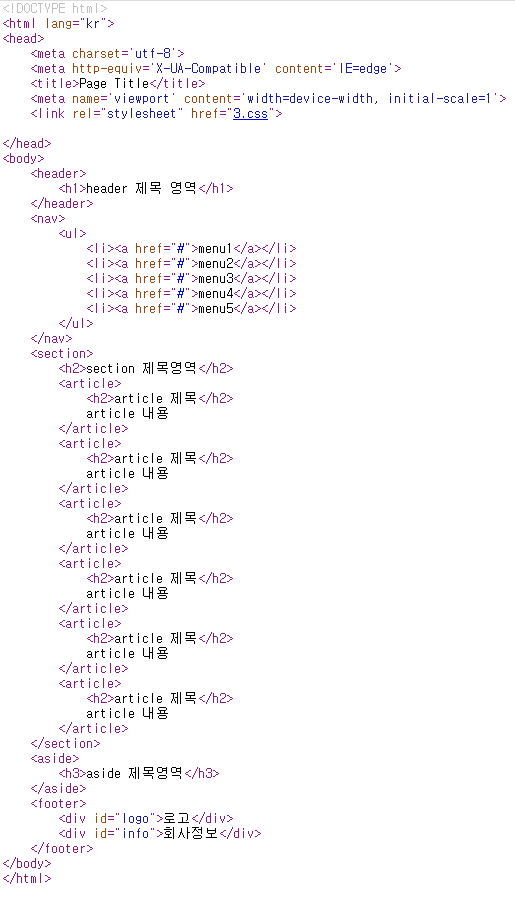 <!DOCTYPE html>
<html lang="kr">
<head>
    <meta charset='utf-8'>
    <meta http-equiv='X-UA-Compatible' content='IE=edge'>
    <title>Page Title</title>
    <meta name='viewport' content='width=device-width, initial-scale=1'>
    <link rel="stylesheet" href="3.css">

</head>
<body>
    <header>
        <h1>header 제목 영역</h1>
    </header>
    <nav>
        <ul>
            <li><a href="#">menu1</a></li>
            <li><a href="#">menu2</a></li>
            <li><a href="#">menu3</a></li>
            <li><a href="#">menu4</a></li>
            <li><a href="#">menu5</a></li>
        </ul>
    </nav>
    <section>
        <h2>section 제목영역</h2>
        <article>
            <h2>article 제목</h2>
            article 내용
        </article>
        <article>
            <h2>article 제목</h2>
            article 내용
        </article>
        <article>
            <h2>article 제목</h2>
            article 내용
        </article>
        <article>
            <h2>article 제목</h2>
            article 내용
        </article>
        <article>
            <h2>article 제목</h2>
            article 내용
        </article>
        <article>
            <h2>article 제목</h2>
            article 내용
        </article>
    </section>
    <aside>
        <h3>aside 제목영역</h3>
    </aside>
    <footer>
        <div id="logo">로고</div>
        <div id="info">회사정보</div>
    </footer>
</body>
</html>